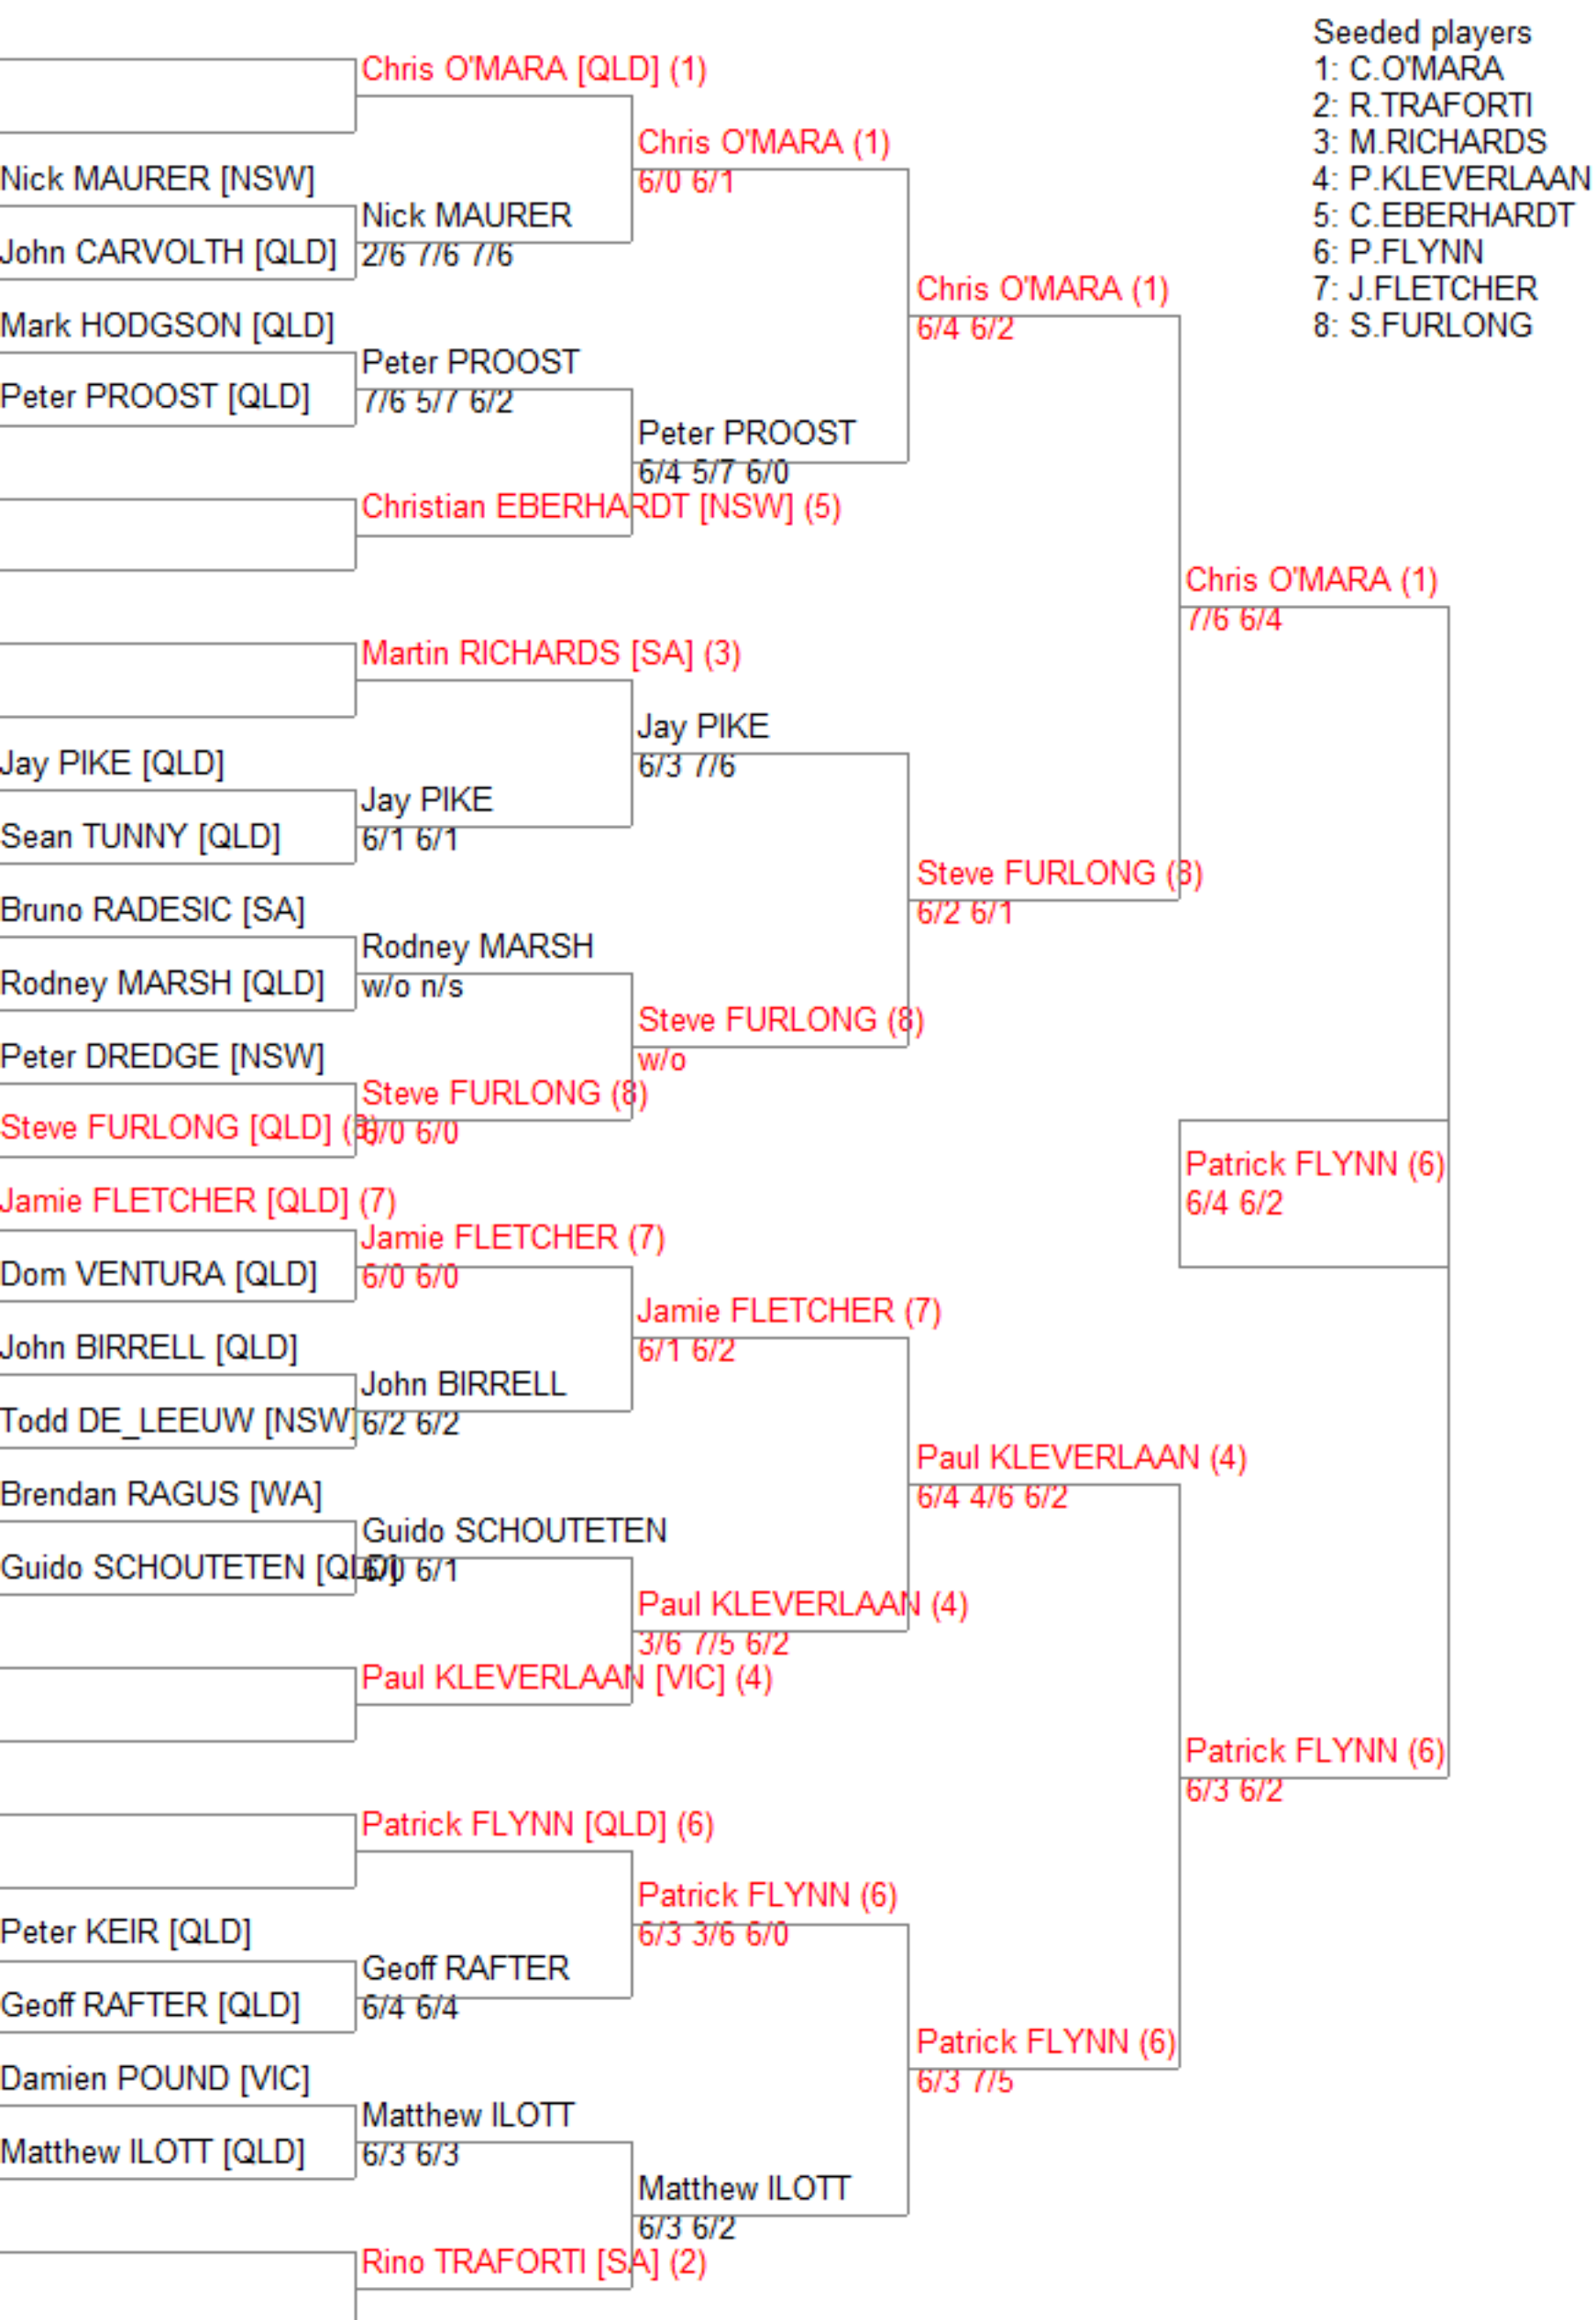 Seeded players
1: C.O'MARA
2: R.TRAFORTI
3: M.RICHARDS
4: P.KLEVERLAAN
5: C.EBERHARDT
6: P.FLYNN
7: J.FLETCHER
8: S.FURLONG
Nick MAURER [NSW]
John CARVOLTH [QLD]
Mark HODGSON [QLD]
Peter PROOST [QLD]
Jay PIKE [QLD]
Sean TUNNY [QLD]
Bruno RADESIC [SA]
Rodney MARSH [QLD]
Peter DREDGE [NSW]
Steve FURLONG [QLD] (8)
Jamie FLETCHER [QLD] (7)
Dom VENTURA [QLD]
John BIRRELL [QLD]
Todd DE_LEEUW [NSW]
Brendan RAGUS [WA]
Guido SCHOUTETEN [QLD]
Peter KEIR [QLD]
Geoff RAFTER [QLD]
Damien POUND [VIC]
Matthew ILOTT [QLD]
Chris O'MARA [QLD] (1)
Nick MAURER
2/6 7/6 7/6
Peter PROOST
7/6 5/7 6/2
Christian EBERHARDT [NSW] (5)
Martin RICHARDS [SA] (3)
Jay PIKE
6/1 6/1
Rodney MARSH
w/o n/s
Steve FURLONG (8)
6/0 6/0
Jamie FLETCHER (7)
6/0 6/0
John BIRRELL
6/2 6/2
Guido SCHOUTETEN
6/0 6/1
Paul KLEVERLAAN [VIC] (4)
Patrick FLYNN [QLD] (6)
Geoff RAFTER
6/4 6/4
Matthew ILOTT
6/3 6/3
Rino TRAFORTI [SA] (2)
Chris O'MARA (1)
6/0 6/1
Peter PROOST
6/4 5/7 6/0
Jay PIKE
6/3 7/6
Steve FURLONG (8)
w/o
Jamie FLETCHER (7)
6/1 6/2
Paul KLEVERLAAN (4)
3/6 7/5 6/2
Patrick FLYNN (6)
6/3 3/6 6/0
Matthew ILOTT
6/3 6/2
Chris O'MARA (1)
6/4 6/2
Steve FURLONG (8)
6/2 6/1
Paul KLEVERLAAN (4)
6/4 4/6 6/2
Patrick FLYNN (6)
6/3 7/5
Chris O'MARA (1)
7/6 6/4
Patrick FLYNN (6)
6/4 6/2
Patrick FLYNN (6)
6/3 6/2